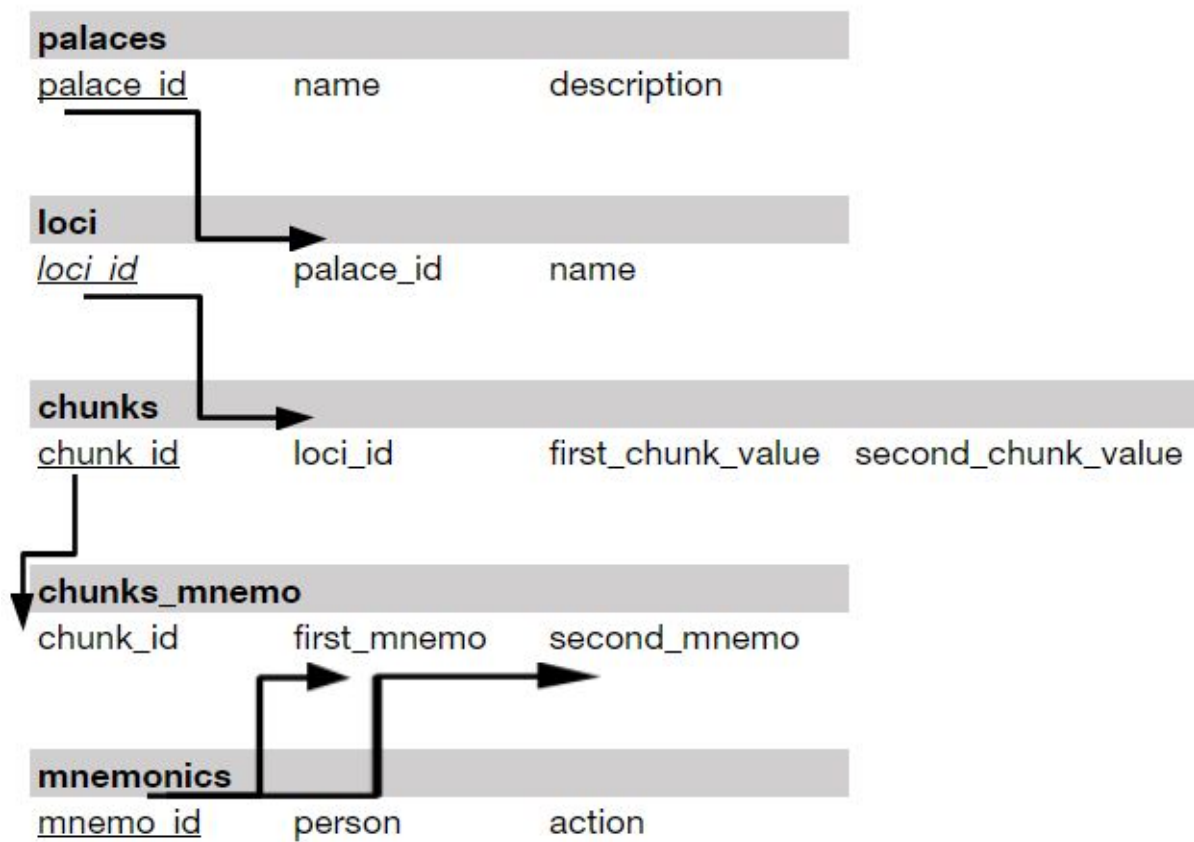 palaces
palace_id name description
loci
loci_id palace_id name
chunks
chunk_id loci_id first_chunk_value second_chunk_value
chunks_mnemo
chunk_id first_mnemo second_mnemo
mnemonics
mnemo_id person action